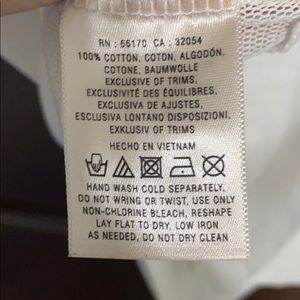 RN : 66170 CA : 32054
100% COTTON, COTON, ALGODÓN,
COTONE, BAUMWOLLE
EXCLUSIVE OF TRIMS
EXCLUSIVITÉ DES ÉQUILIBRES.
EXCLUSIVA DE AJUSTES,
ESCLUSIVA LONTANO DISPOSIZIONI,
EXKLUSIV OF TRIMS
HECHO EN VIETNAM
HAND WASH COLD SEPARATELY,
DO NOT WRING OR TWIST, USE ONLY
NON-CHLORINE BLEACH, RESHAPE
LAY FLAT TO DRY, LOW IRON
AS NEEDED, DO NOT DRY CLEAN